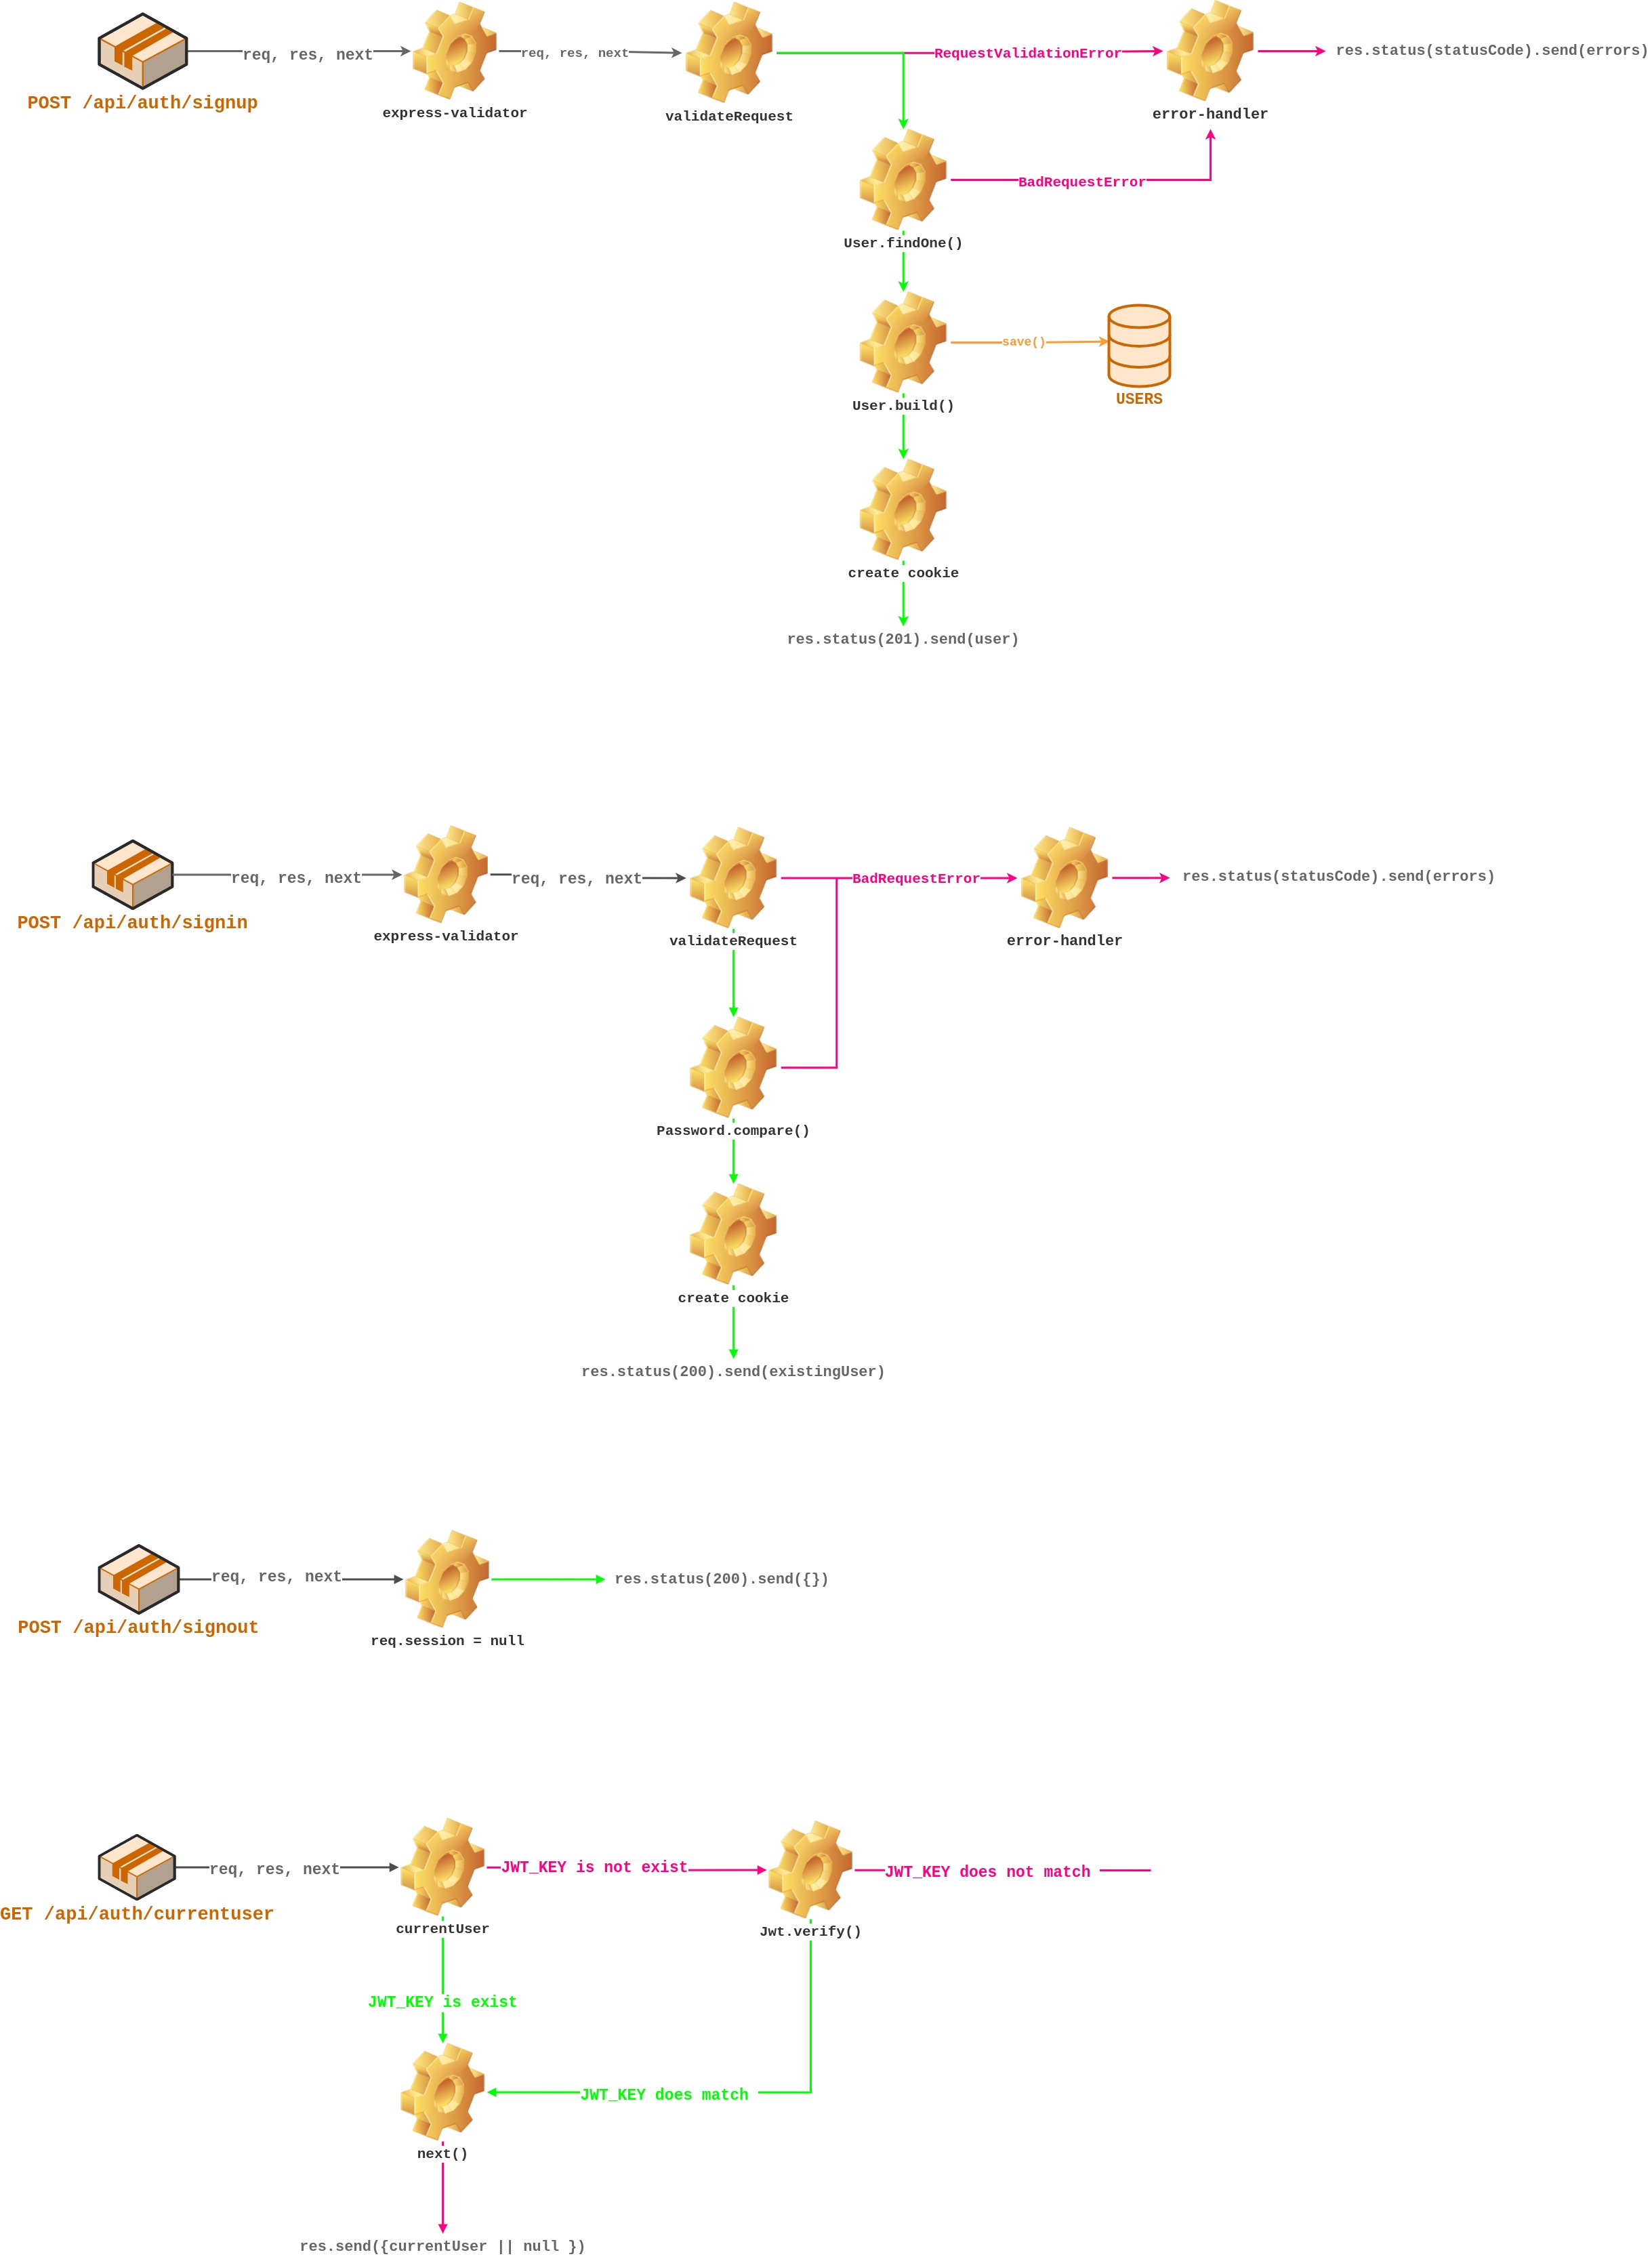 POST /api/auth/signup
req, res, next
express-validator
req, res, next
validateRequest
RequestValidationError
error-handler
res.status(statusCode).send(errors)
BadRequestError
User.findOne()
save()
USERS
User.build()
create cookie
res.status(201).send(user)
POST /api/auth/signin
req, res, next
express-validator
req, res, next
validateRequest
BadRequestError
error-handler
res.status(statusCode).send(errors)
Password.compare()
create cookie
res.status(200).send(existingUser)
POST /api/auth/signout
req, res, next
req.session = null
res.status(200).send({})
GET /api/auth/currentuser
req, res, next
currentUser
JWT_KEY is not exist
Jwt.verify()
JWT_KEY does not match
JWT_KEY is exist
JWT_KEY does match
next()
res.send({currentUser || null })